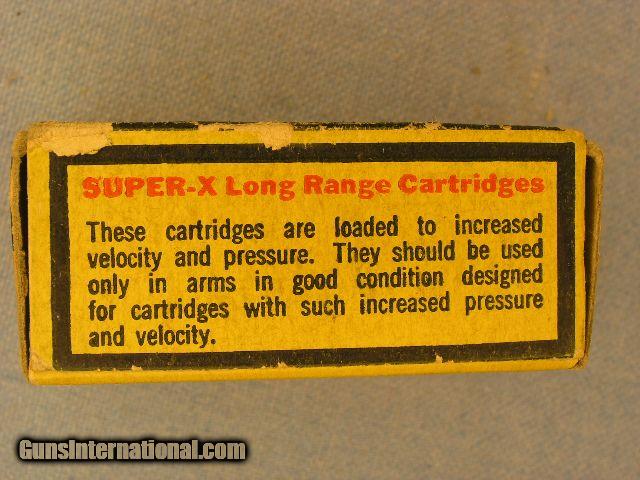 SUPER-X Long Range Cartridges
These cartridges are loaded to increased
velocity and pressure. They should be used
only in arms in good condition designed
for cartridges with such increased pressure
and velocity.
GunsInternational.com